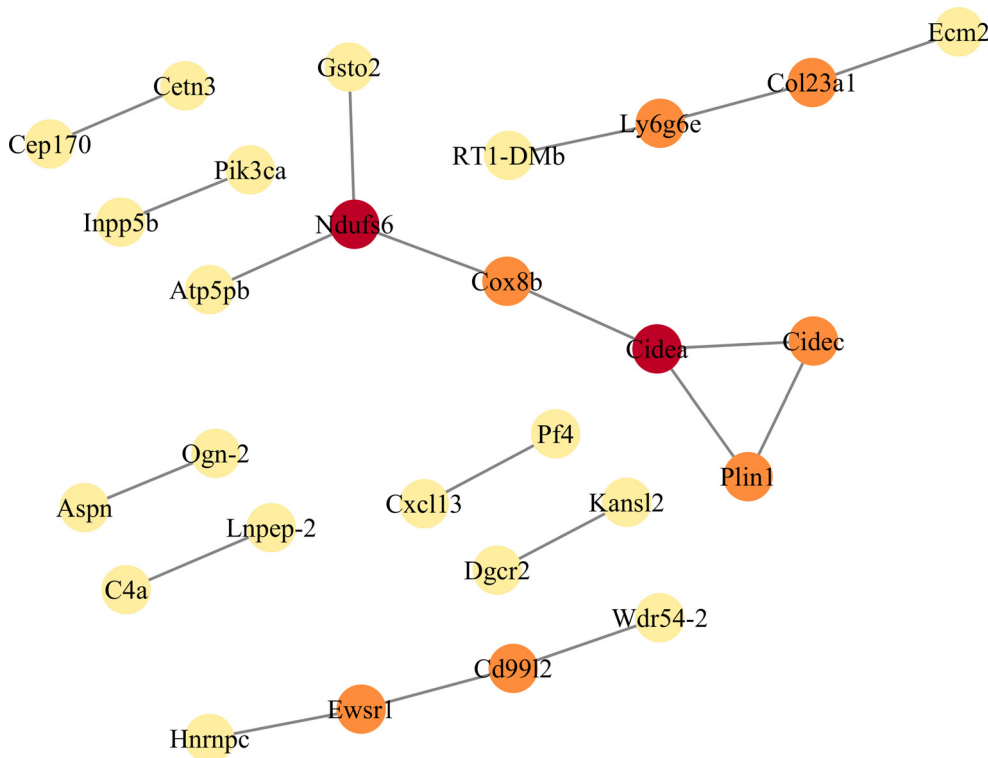 Ecm2
Gsto2
Col23a1
Cetn3
Ly6g6e
Cep170
RT1-DMb
Pik3ca
Inpp5b
Ndufs6
Cox8b
Atp5pb
Cidea
Cidec
Pf4
Ogn-2
Plin1
Cxcl13
Kansl2
Aspn
Lnpep-2
Dgcr2
C4a
Wdr54-2
Cd99l2
Ewsr1
Hnrnpc